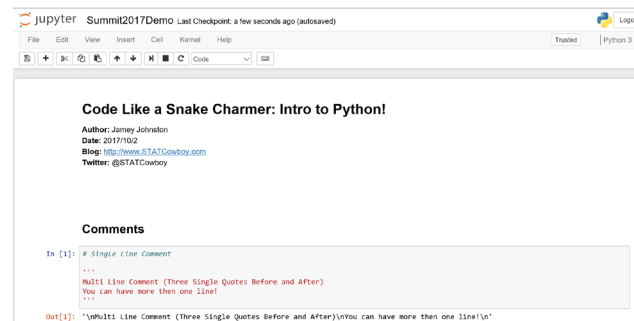 jupyter Summit2017Demo Last Checkpoint: a few seconds ago (autosaved)
Logo
File Edit View Insert Cell Kernel Help
Trusted Python 3
Code
Code Like a Snake Charmer: Intro to Python!
Author: Jamey Johnston
Date: 2017/10/2
Blog: http://www.STATCowboy.com
Twitter: @STATCowboy
Comments
In [1]: # Single Line Comment
'''
Multi Line Comment (Three Single Quotes Before and After)
You can have more then one line!
'''
Out[1]: '\nMulti Line Comment (Three Single Quotes Before and After)\nYou can have more then one line!\n'